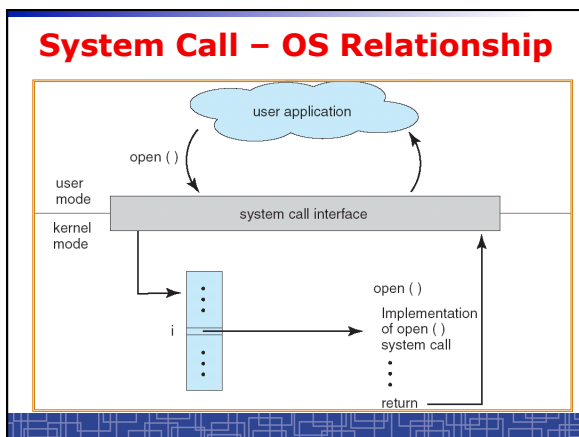 System Call – OS Relationship
user application
open ( )
user
mode
system call interface
kernel
mode
open ( )
Implementation
of open ( )
system call
i
return